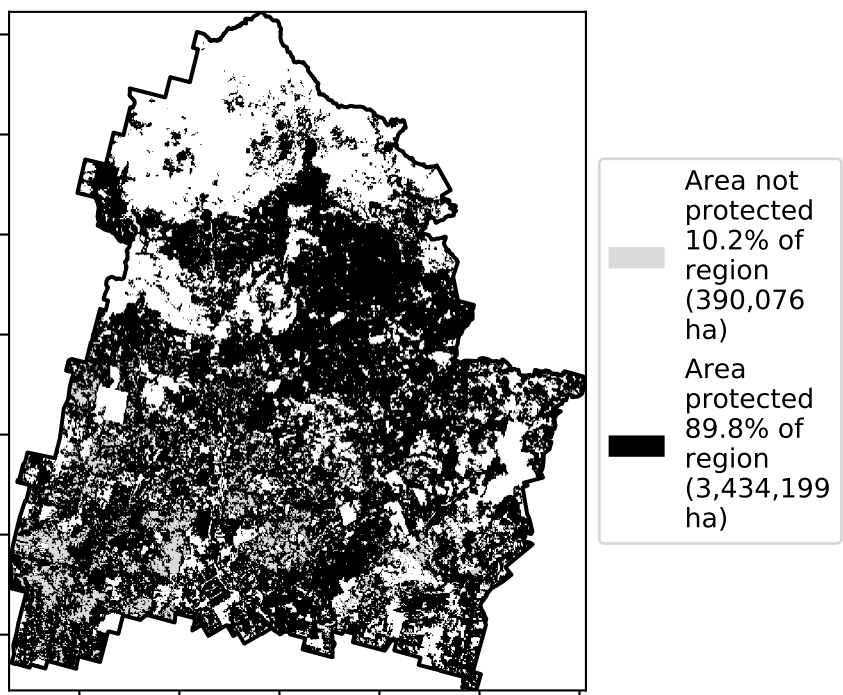 Area not
protected
10.2% of
region
(390,076
ha)
Area
protected
89.8% of
region
(3,434,199
ha)